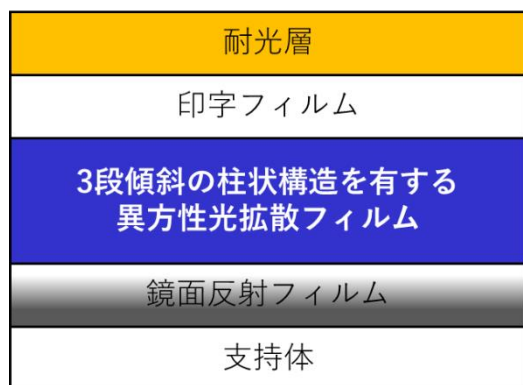 耐光層
印字フィルム
3段傾斜の柱状構造を有する
異方性光拡散フィルム
鏡面反射フィルム
支持体